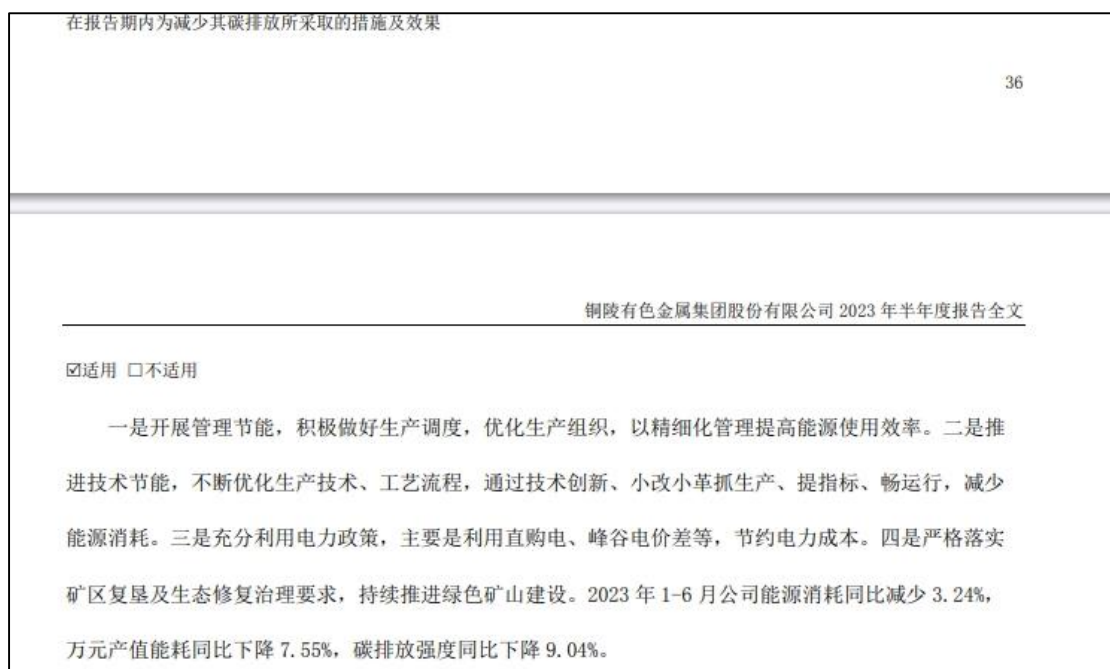 在报告期内为减少其碳排放所采取的措施及效果
36
铜陵有色金属集团股份有限公司 2023 年半年度报告全文
☑适用 □不适用
一是开展管理节能，积极做好生产调度，优化生产组织，以精细化管理提高能源使用效率。二是推
进技术节能，不断优化生产技术、工艺流程，通过技术创新、小改小革抓生产、提指标、畅运行，减少
能源消耗。三是充分利用电力政策，主要是利用直购电、峰谷电价差等，节约电力成本。四是严格落实
矿区复垦及生态修复治理要求，持续推进绿色矿山建设。2023 年 1-6 月公司能源消耗同比减少 3.24%，
万元产值能耗同比下降 7.55%，碳排放强度同比下降 9.04%。